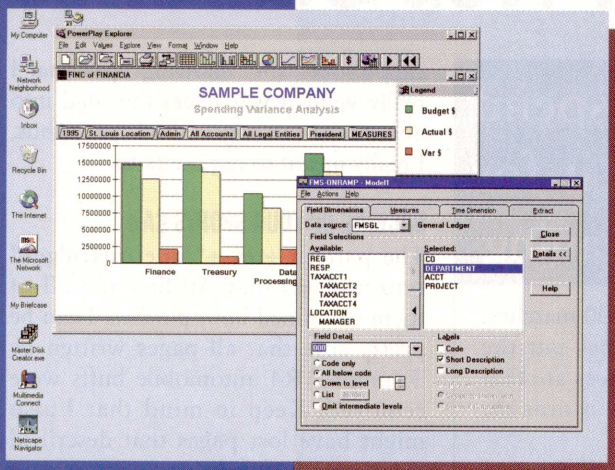 My Computer
Network
Neighborhood
Inbox
Recycle Bin
The Internet
msn.
The Microsoft
Network
My Briefcase
Master Disk
Creator.exe
Multimedia
Connect
Netscape
Navigator
PowerPlay Explorer
File Edit Values Explore View Format Window Help
FINC of FINANCIA
SAMPLE COMPANY
Spending Variance Analysis
1995 St. Louis Location Admin All Accounts All Legal Entities President MEASURES
17500000
15000000
12500000
10000000
7500000
5000000
2500000
0
Finance Treasury Data
Processing
Legend
Budget $
Actual $
Var $
FMS-ONRAMP - Model1
File Actions Help
Field Dimensions Measures Time Dimension Extract
Data source: FMSGL General Ledger
Field Selections
Available:
REG
RESP
TAXACCT1
TAXACCT2
TAXACCT3
TAXACCT4
LOCATION
MANAGER
Selected:
CO
DEPARTMENT
ACCT
PROJECT
Close
Details <<
Help
Field Detail
Code only
All below code
Down to level
List
Omit intermediate levels
Labels
Code
Short Description
Long Description